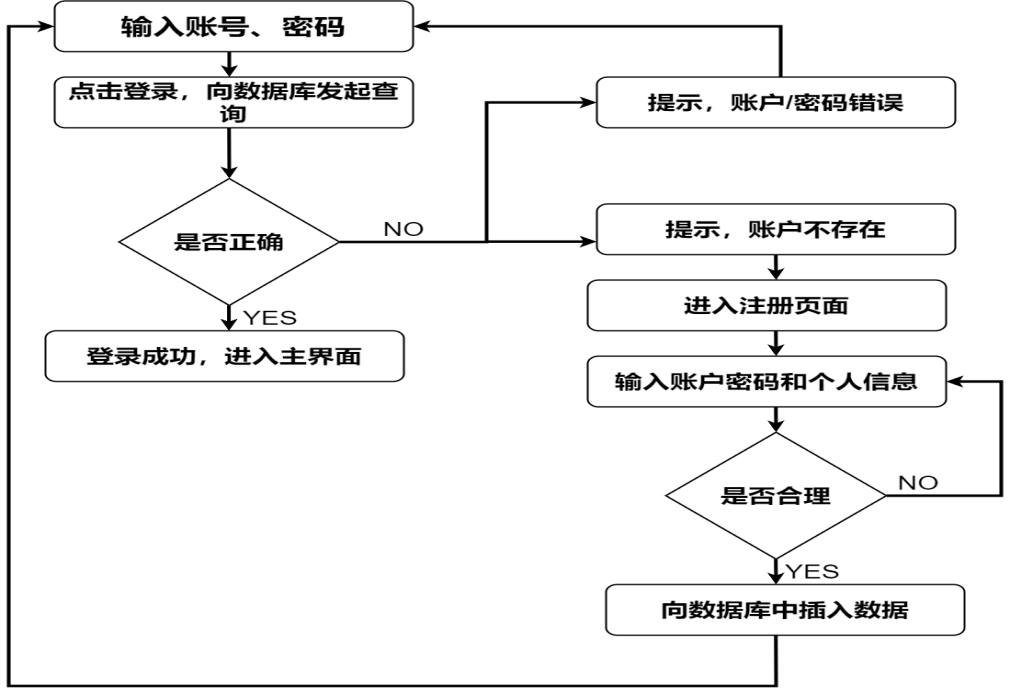 输入账号、密码
点击登录，向数据库发起查
询
提示，账户/密码错误
是否正确
NO
提示，账户不存在
YES
进入注册页面
登录成功，进入主界面
输入账户密码和个人信息
是否合理
NO
YES
向数据库中插入数据